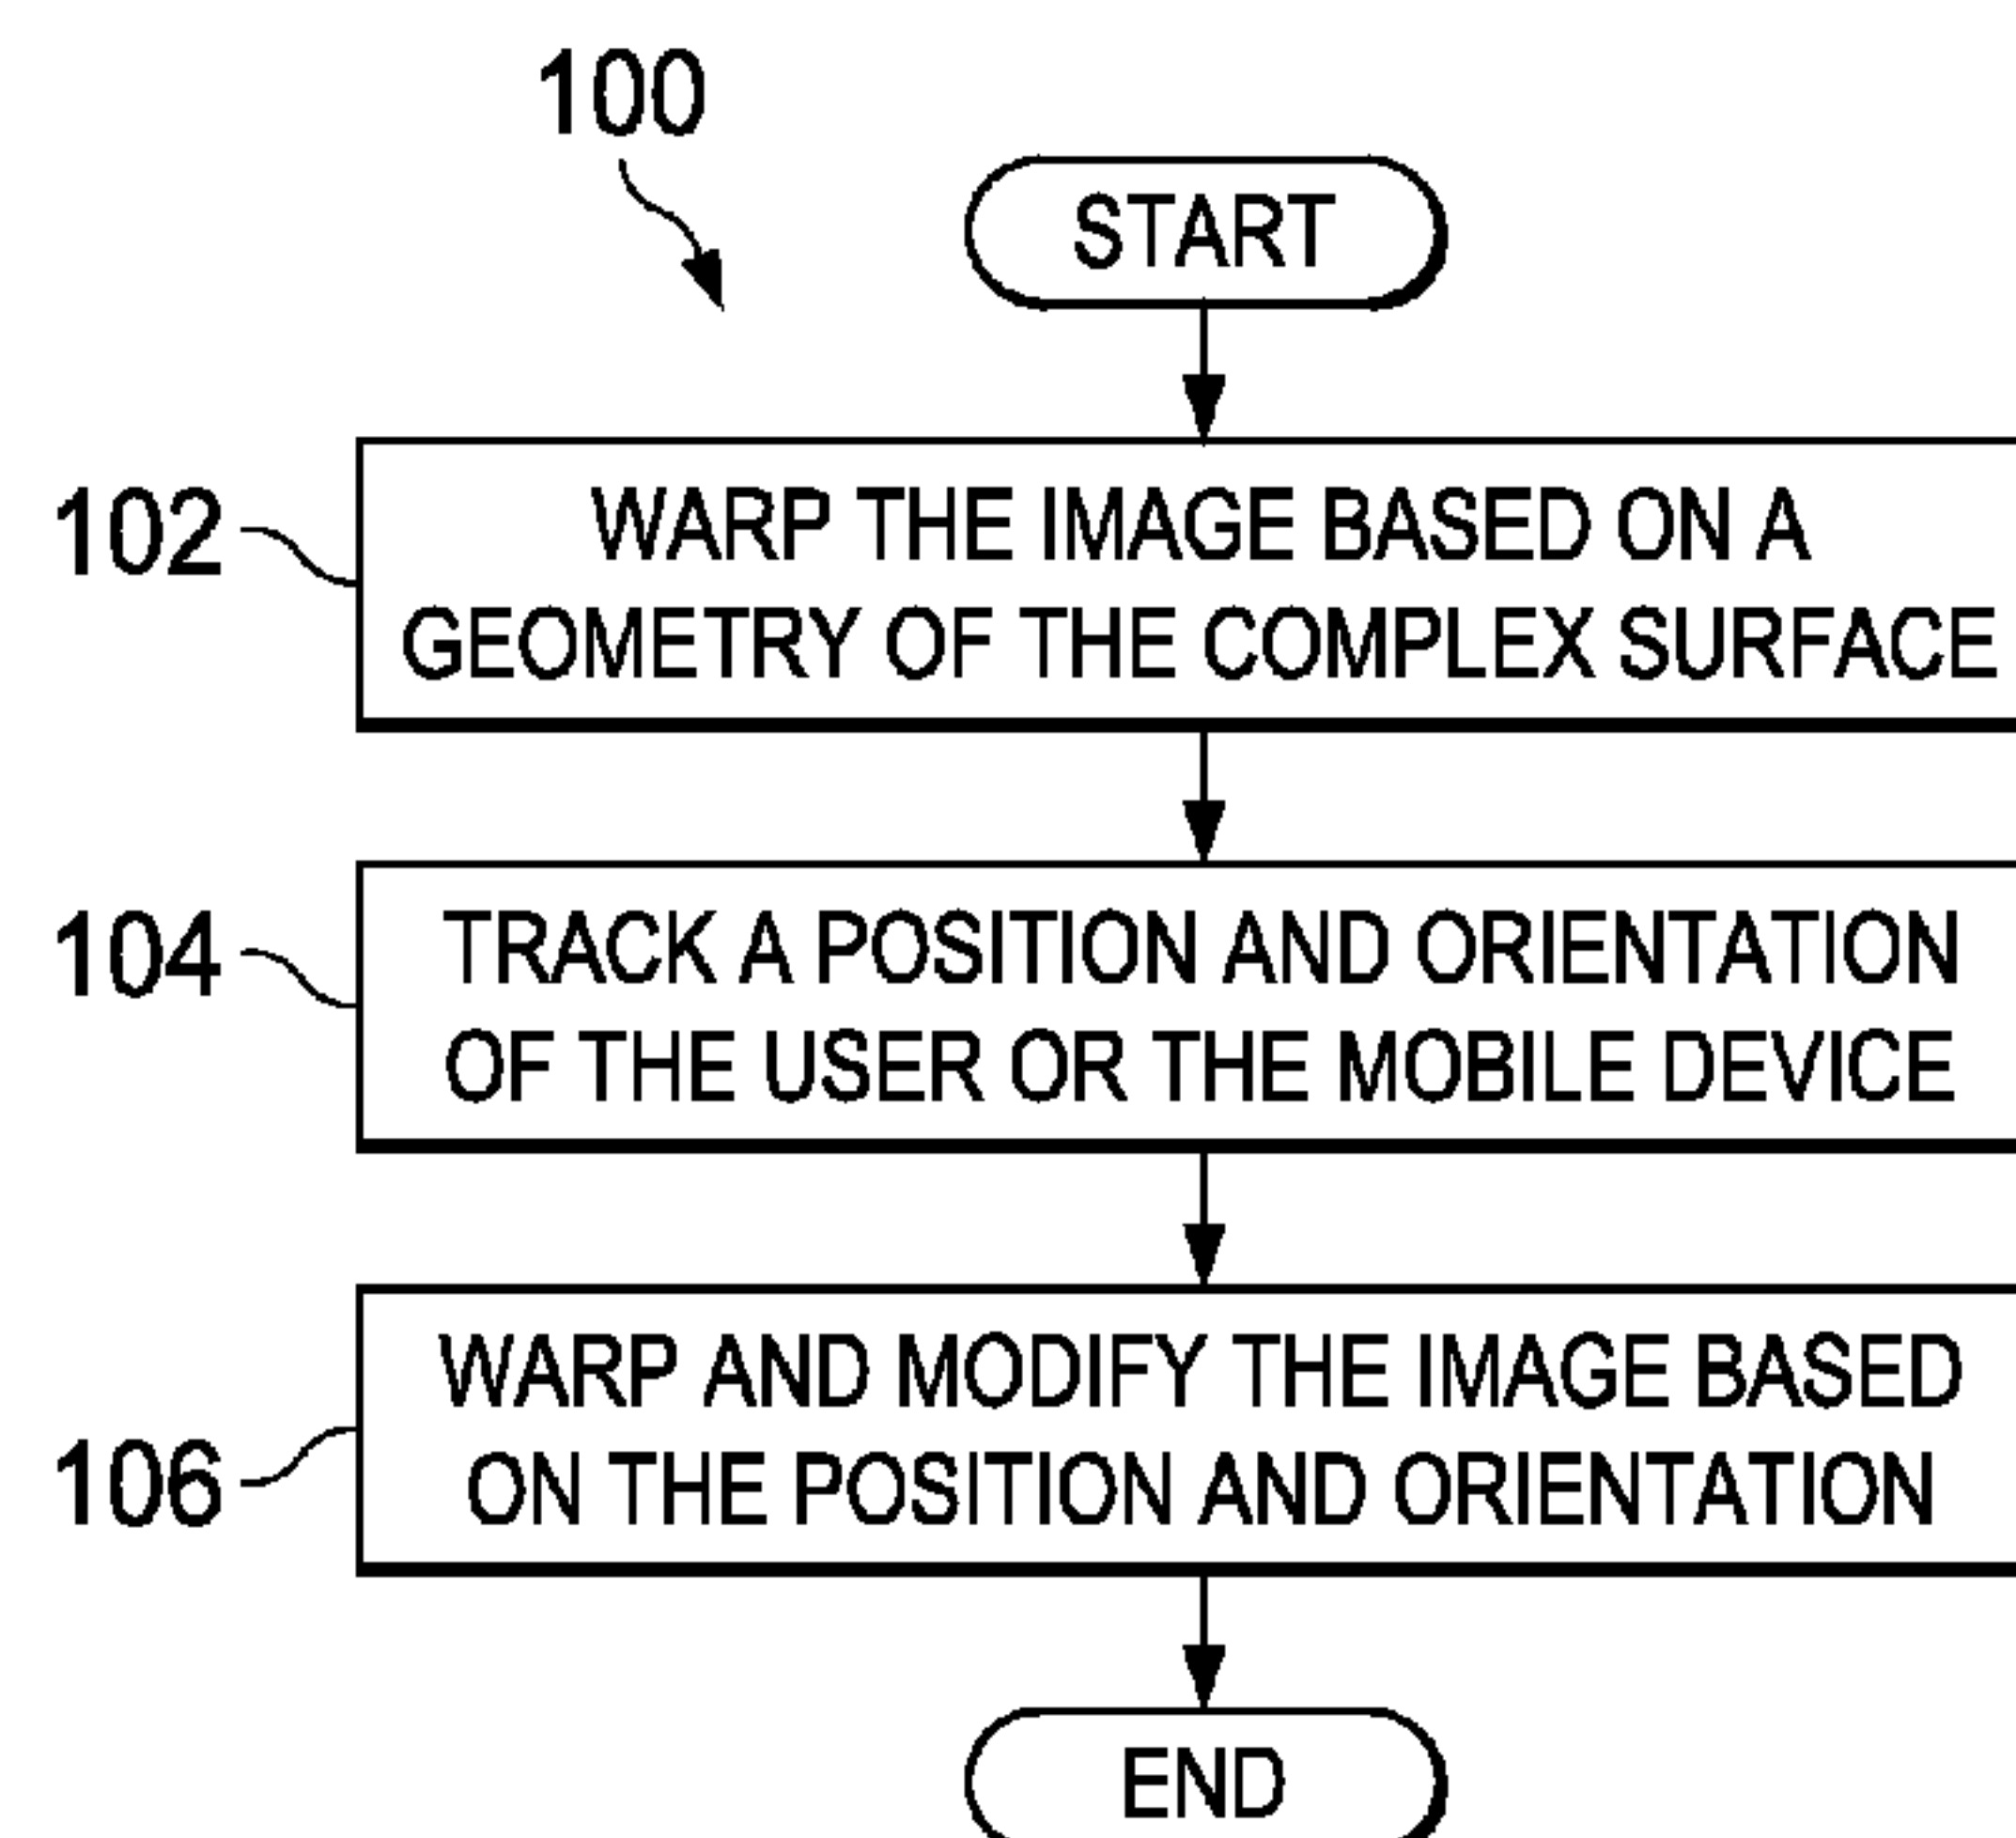 100
START
102
WARP THE IMAGE BASED ON A
GEOMETRY OF THE COMPLEX SURFACE
104
TRACK A POSITION AND ORIENTATION
OF THE USER OR THE MOBILE DEVICE
106
WARP AND MODIFY THE IMAGE BASED
ON THE POSITION AND ORIENTATION
END